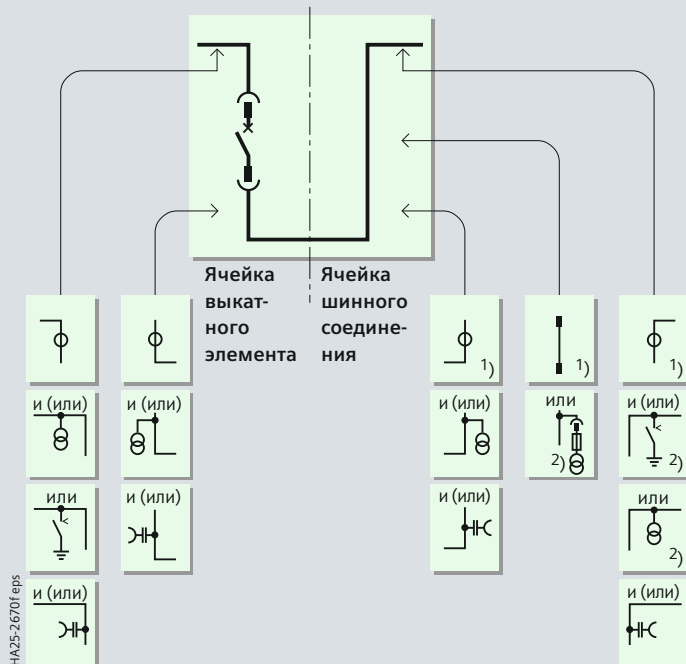 Ячейка
выкат-
ного
элемента
Ячейка
шинного
соедине-
ния
и (или)
или
и (или)
и (или)
и (или)
1)
и (или)
и (или)
1)
или
2)
1)
и (или)
2)
или
2)
и (или)
HA25-2670f eps